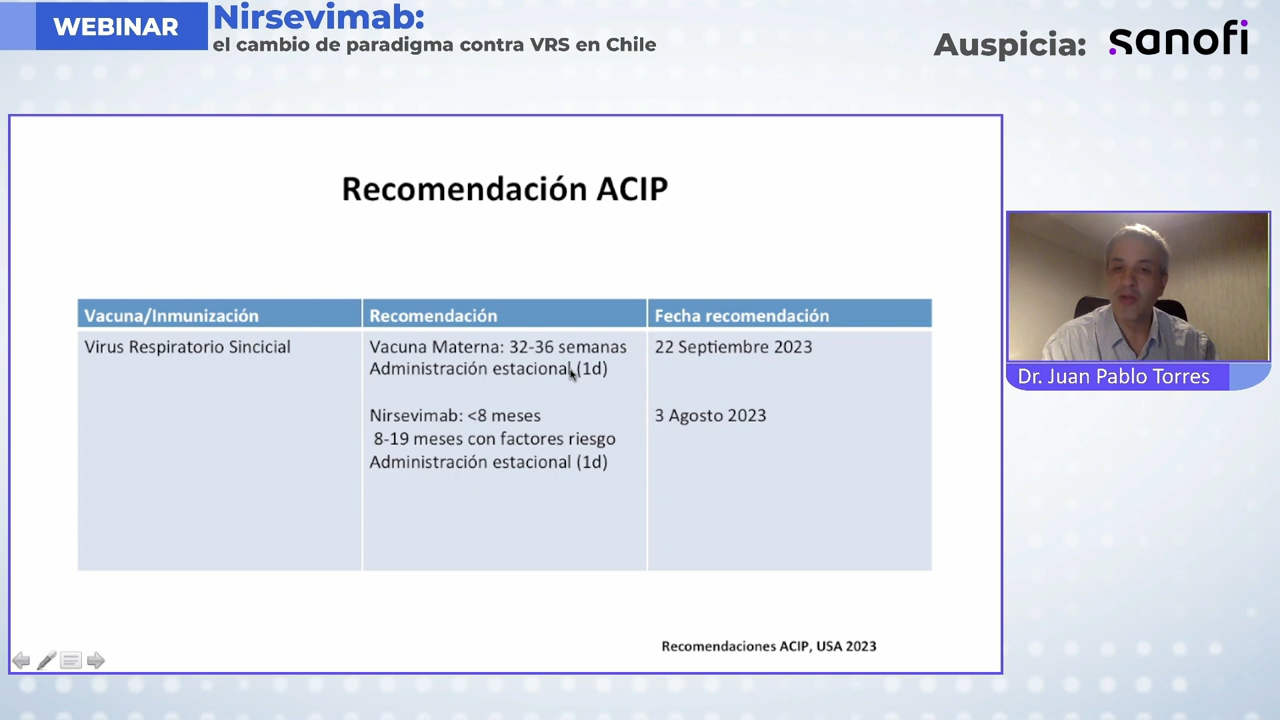 WEBINAR
Nirsevimab:
el cambio de paradigma contra VRS en Chile
Auspicia: sanofi
Recomendación ACIP
Vacuna/Inmunización
Recomendación
Fecha recomendación
Virus Respiratorio Sincicial
Vacuna Materna: 32-36 semanas
Administración estacional (1d)
22 Septiembre 2023
Nirsevimab: <8 meses
8-19 meses con factores riesgo
Administración estacional (1d)
3 Agosto 2023
Recomendaciones ACIP, USA 2023
Dr. Juan Pablo Torres